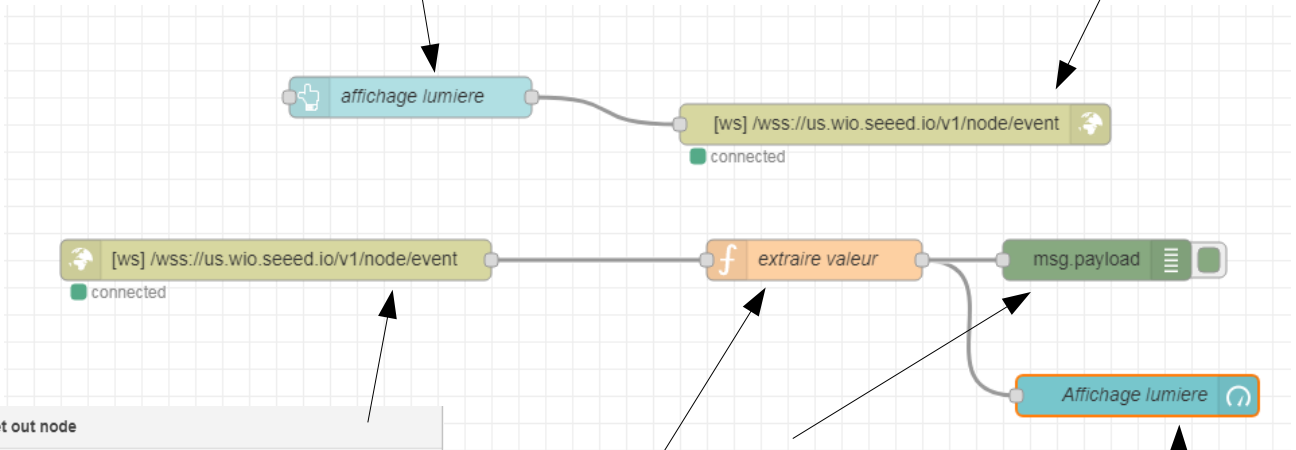 affichage lumiere
[ws] /wss://us.wio.seeed.io/v1/node/event
connected
[ws] /wss://us.wio.seeed.io/v1/node/event
connected
extraire valeur
msg.payload
Affichage lumiere
out node